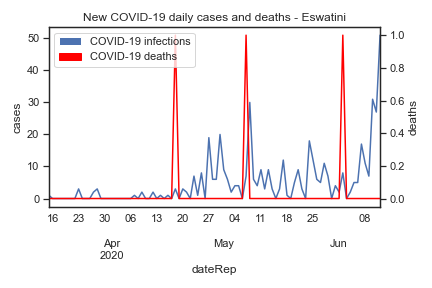 New COVID-19 daily cases and deaths - Eswatini
COVID-19 infections
COVID-19 deaths
50
40
30
20
10
0
cases
1.0
0.8
0.6
0.4
0.2
0.0
deaths
16 23 30 06 13 20 27 04 11 18 25 08
Apr May Jun
2020
dateRep